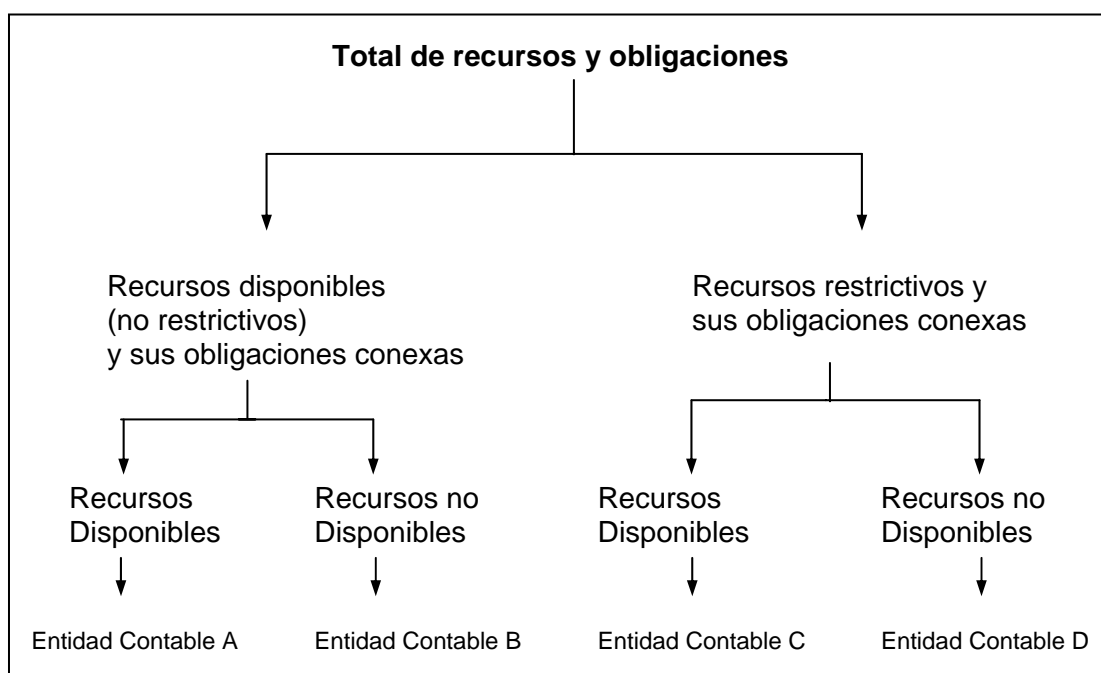 Total de recursos y obligaciones
Recursos disponibles
(no restrictivos)
y sus obligaciones conexas
Recursos restrictivos y
sus obligaciones conexas
Recursos
Disponibles
Recursos no
Disponibles
Recursos
Disponibles
Recursos no
Disponibles
Entidad Contable A
Entidad Contable B
Entidad Contable C
Entidad Contable D